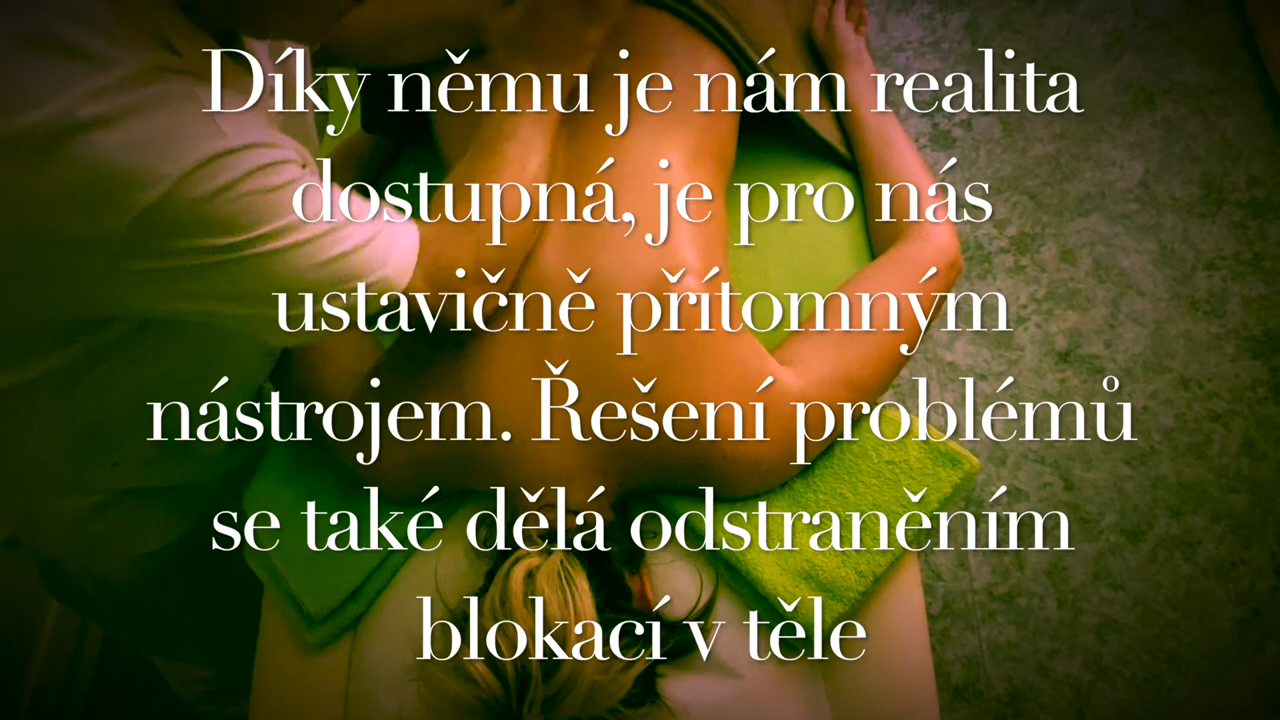 Díky němu je nám realita
dostupná, je pro nás
ustavičně přítomným
nástrojem. Řešení problémů
se také dělá odstraněním
blokací v těle